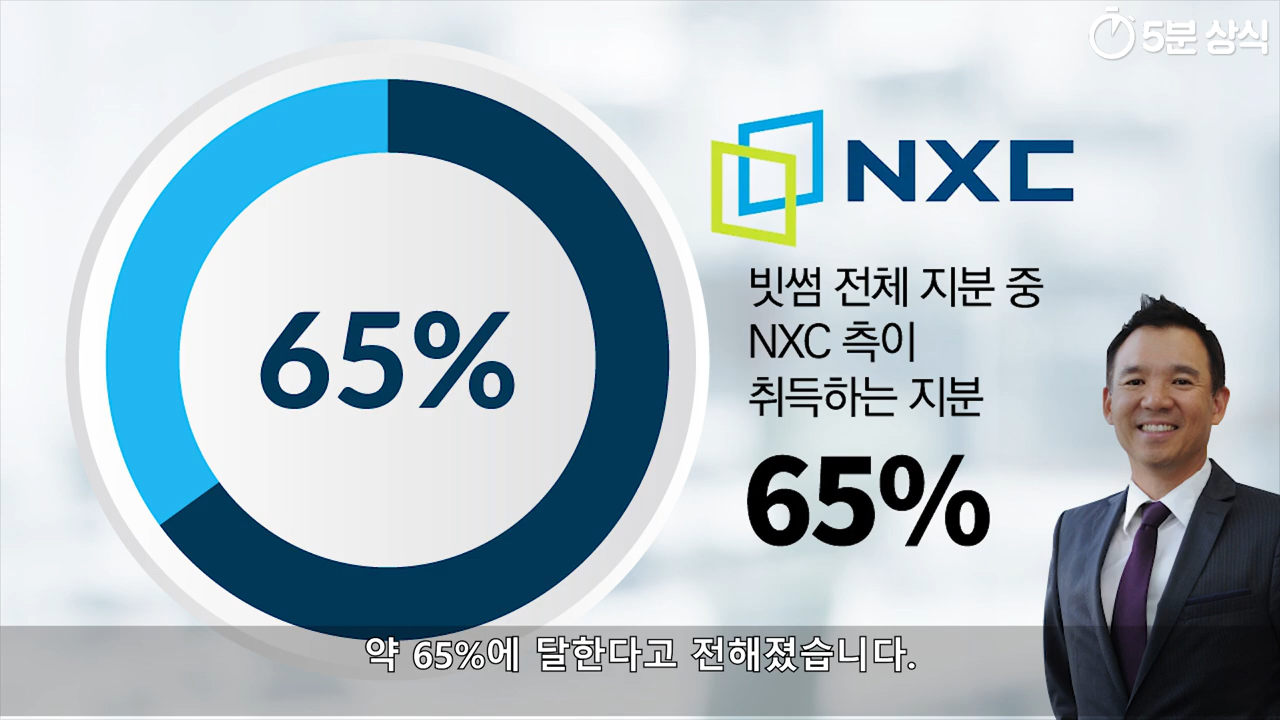 5분 상식
65%
NXC
빗썸 전체 지분 중
NXC 측이
취득하는 지분
65%
약 65%에 달한다고 전해졌습니다.